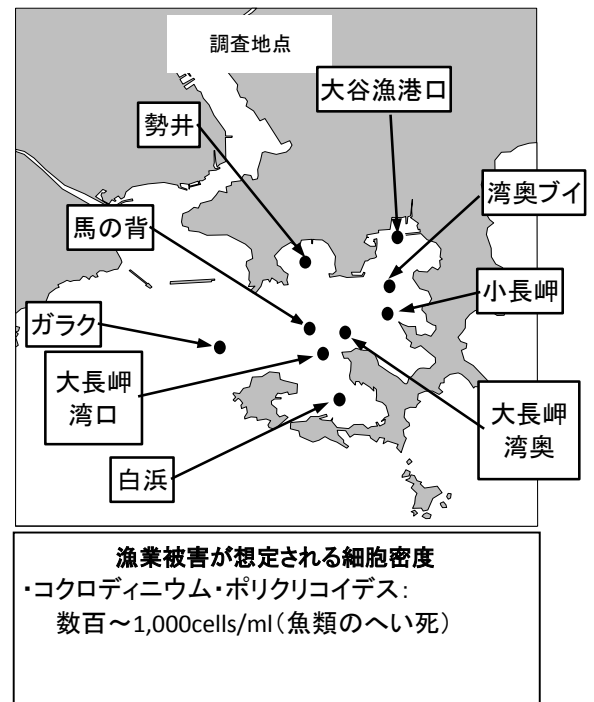 調査地点
大谷漁港口
勢井
湾奥ブイ
馬の背
小長岬
ガラク
大長岬
湾口
大長岬
湾奥
白浜
漁業被害が想定される細胞密度
・コクロディニウム・ポリクリコイデス:
数百～1,000cells/ml(魚類のへい死)